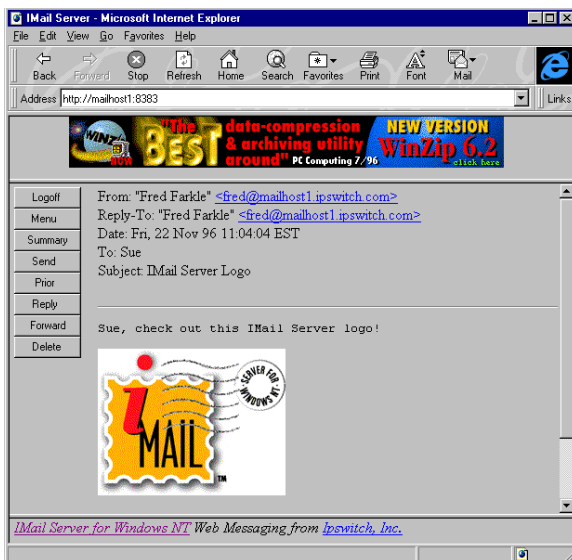 IMail Server - Microsoft Internet Explorer
File Edit View Go Favorites Help
Back Forward Stop Refresh Home Search Favorites Print Font Mail
Address http://mailhost1:8383 Links
WINZIP NOW "The BEST data-compression & archiving utility around" PC Computing 7/96 NEW VERSION WinZip 6.2 click here
Logoff
Menu
Summary
Send
Prior
Reply
Forward
Delete
From: "Fred Farkle" <fred@mailhost1.ipswitch.com>
Reply-To: "Fred Farkle" <fred@mailhost1.ipswitch.com>
Date: Fri, 22 Nov 96 11:04:04 EST
To: Sue
Subject: IMail Server Logo
Sue, check out this IMail Server logo!
iMAIL™
SERVER FOR WINDOWS NT
IMail Server for Windows NT Web Messaging from Ipswitch, Inc.